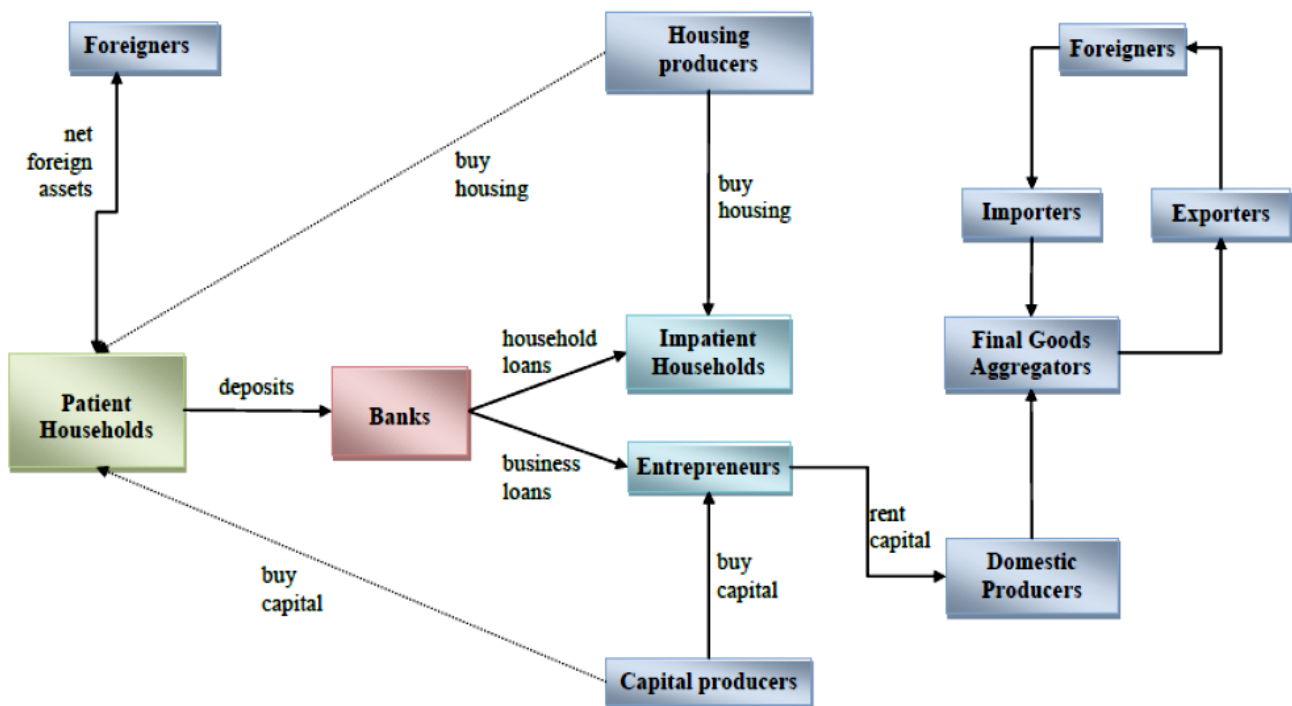 Foreigners
Housing
producers
Foreigners
net
foreign
assets
buy
housing
buy
housing
Importers
Exporters
household
loans
Impatient
Households
Final Goods
Aggregators
Patient
Households
deposits
Banks
business
loans
Entrepreneurs
rent
capital
buy
capital
buy
capital
Domestic
Producers
Capital producers